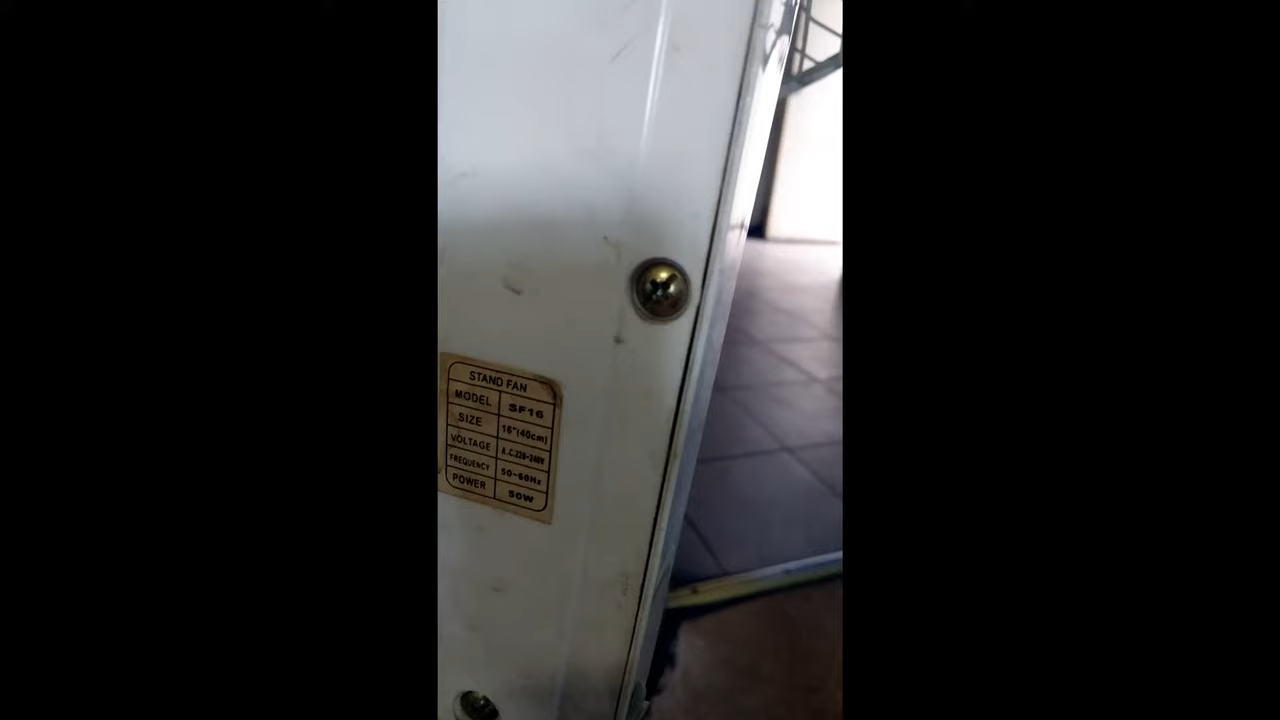 STAND FAN
MODEL SF16
SIZE 16"(40cm)
VOLTAGE A.C.220-240V
FREQUENCY 50-60Hz
POWER 50W